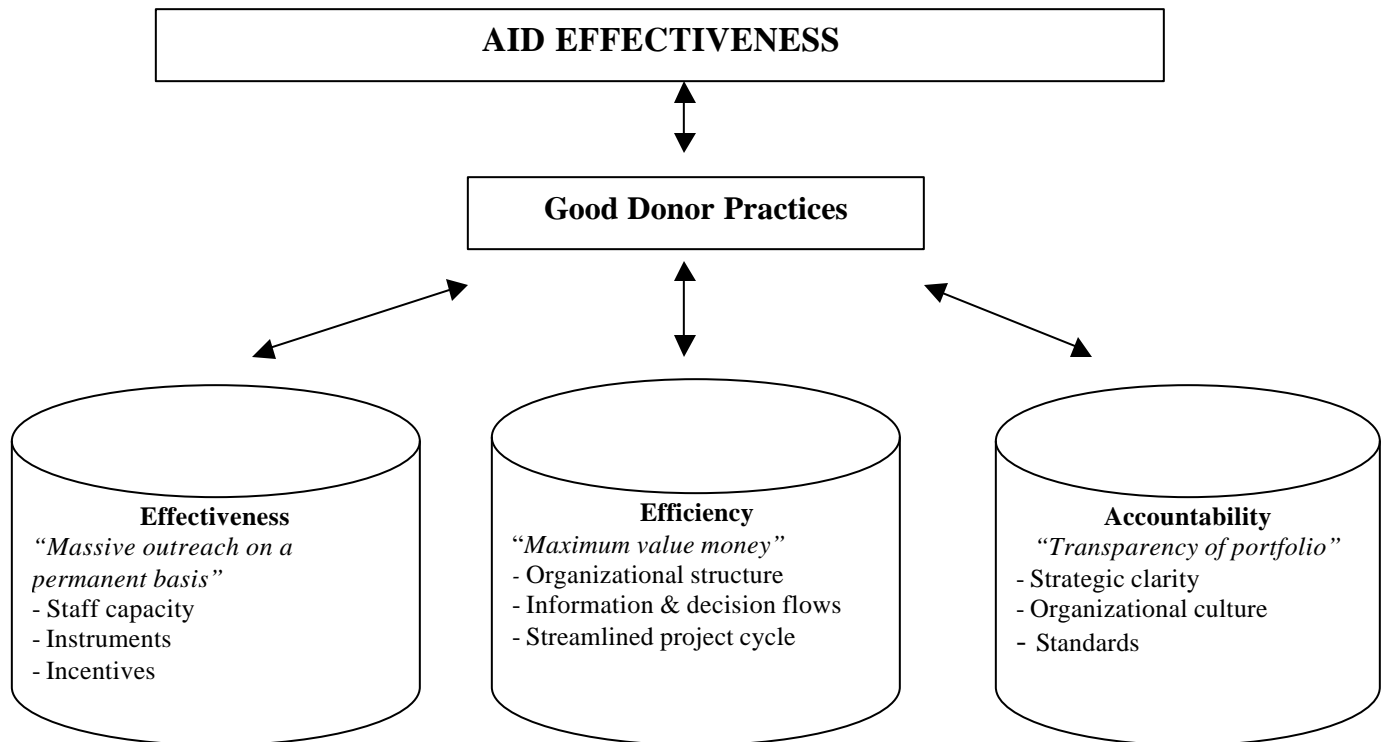 AID EFFECTIVENESS
Good Donor Practices
Effectiveness
“Massive outreach on a
permanent basis”
- Staff capacity
- Instruments
- Incentives
Efficiency
“Maximum value money”
- Organizational structure
- Information & decision flows
- Streamlined project cycle
Accountability
“Transparency of portfolio”
- Strategic clarity
- Organizational culture
- Standards